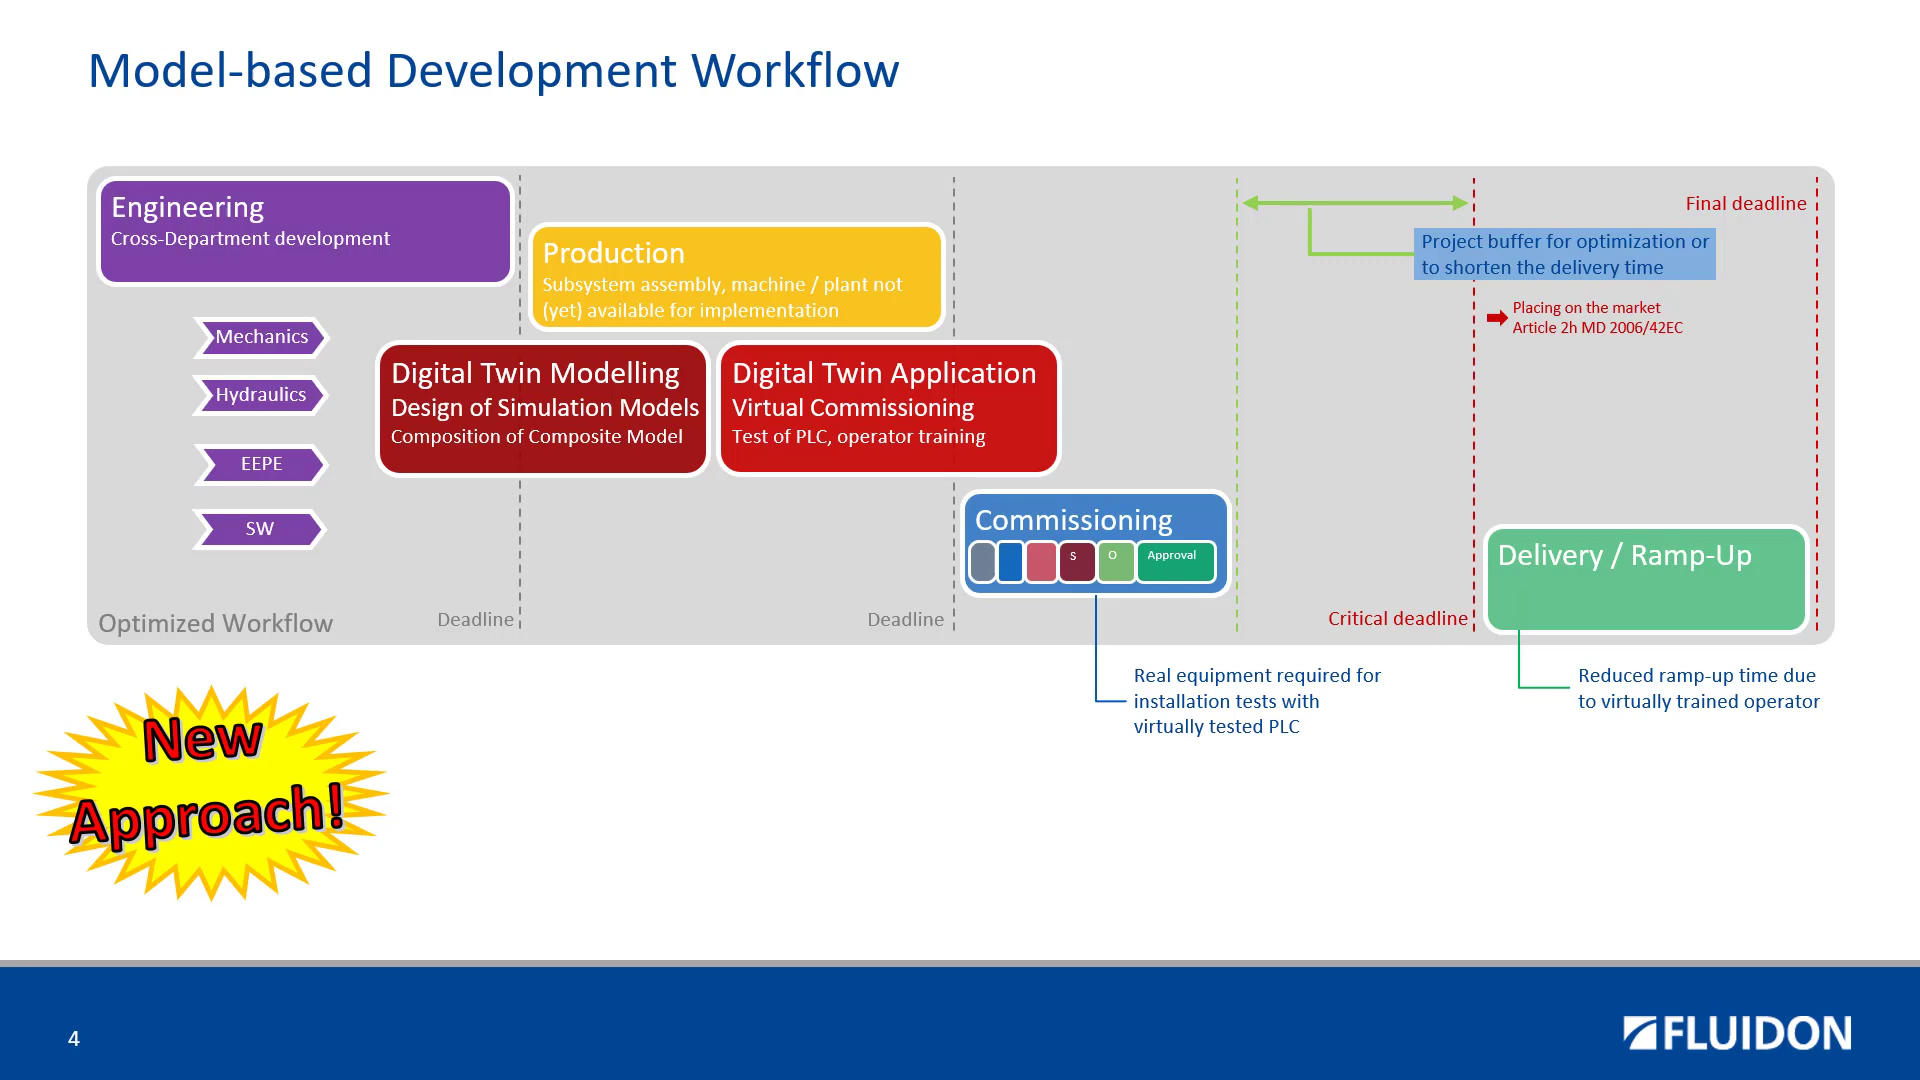 Model-based Development Workflow
Engineering
Cross-Department development
Mechanics
Hydraulics
EEPE
SW
Optimized Workflow
Deadline
Production
Subsystem assembly, machine / plant not
(yet) available for implementation
Digital Twin Modelling
Design of Simulation Models
Composition of Composite Model
Digital Twin Application
Virtual Commissioning
Test of PLC, operator training
Deadline
Commissioning
S
O
Approval
Real equipment required for
installation tests with
virtually tested PLC
Project buffer for optimization or
to shorten the delivery time
Critical deadline
Final deadline
Placing on the market
Article 2h MD 2006/42EC
Delivery / Ramp-Up
Reduced ramp-up time due
to virtually trained operator
New
Approach!
4
FLUIDON